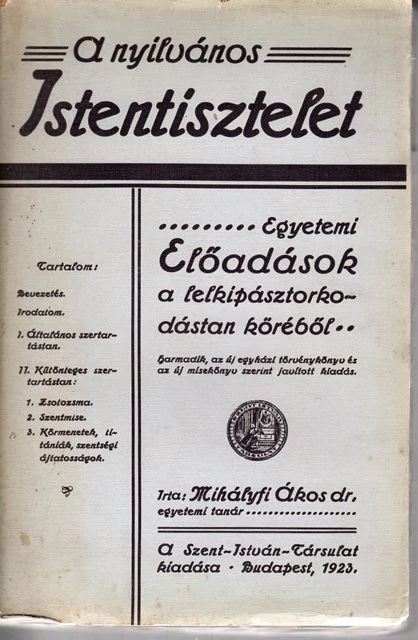 A nyilvános
Istentisztelet
Tartalom:
Bevezetés.
Irodalom.
I. Általános szertar-
tástan.
II. Különleges szer-
tartástan:
1. Zsolozsma.
2. Szentmise.
3. Körmenetek, li-
tániák, szentségi
ájtatosságok.
......... Egyetemi
Előadások
a lelkipásztorko-
dástan köréből..
Harmadik, az új egyházi törvénykönyv és
az új misekönyv szerint javított kiadás.
Irta: Mihályfi Ákos dr.
egyetemi tanár
A Szent-István-Társulat
kiadása · Budapest, 1923.